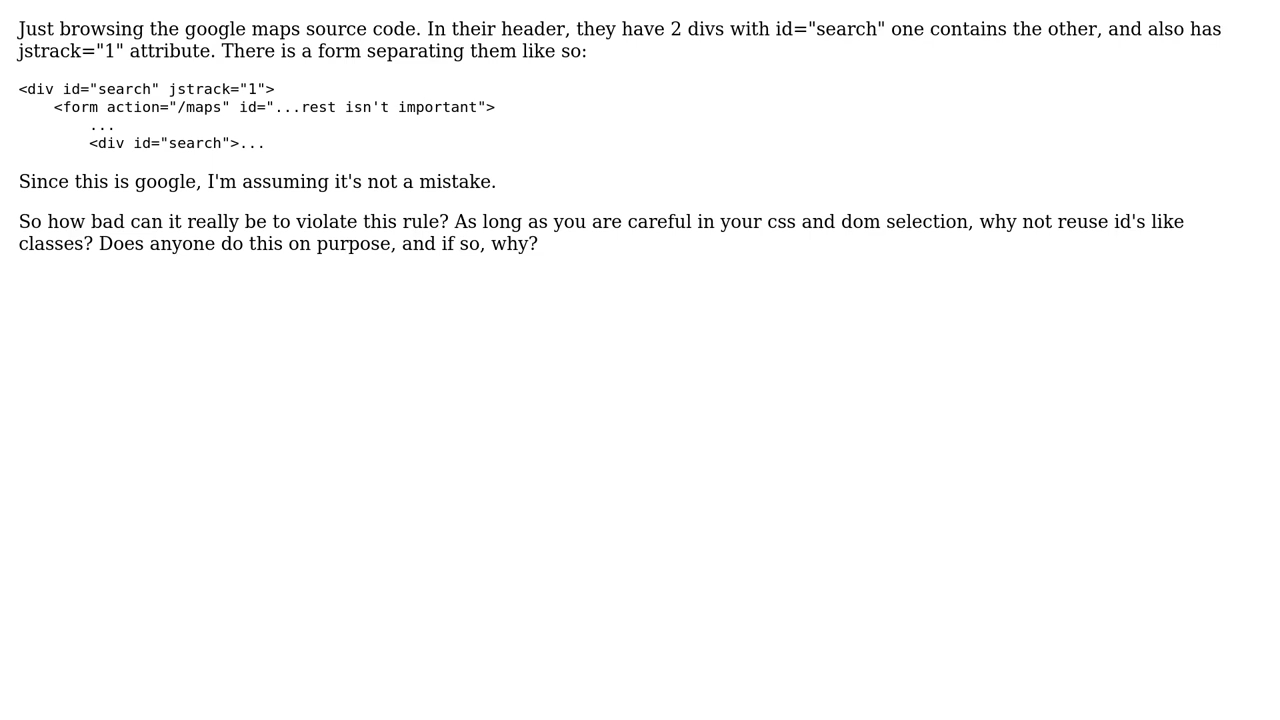 Just browsing the google maps source code. In their header, they have 2 divs with id="search" one contains the other, and also has
jstrack="1" attribute. There is a form separating them like so:
<div id="search" jstrack="1">
    <form action="/maps" id="...rest isn't important">
        ...
        <div id="search">...
Since this is google, I'm assuming it's not a mistake.
So how bad can it really be to violate this rule? As long as you are careful in your css and dom selection, why not reuse id's like
classes? Does anyone do this on purpose, and if so, why?